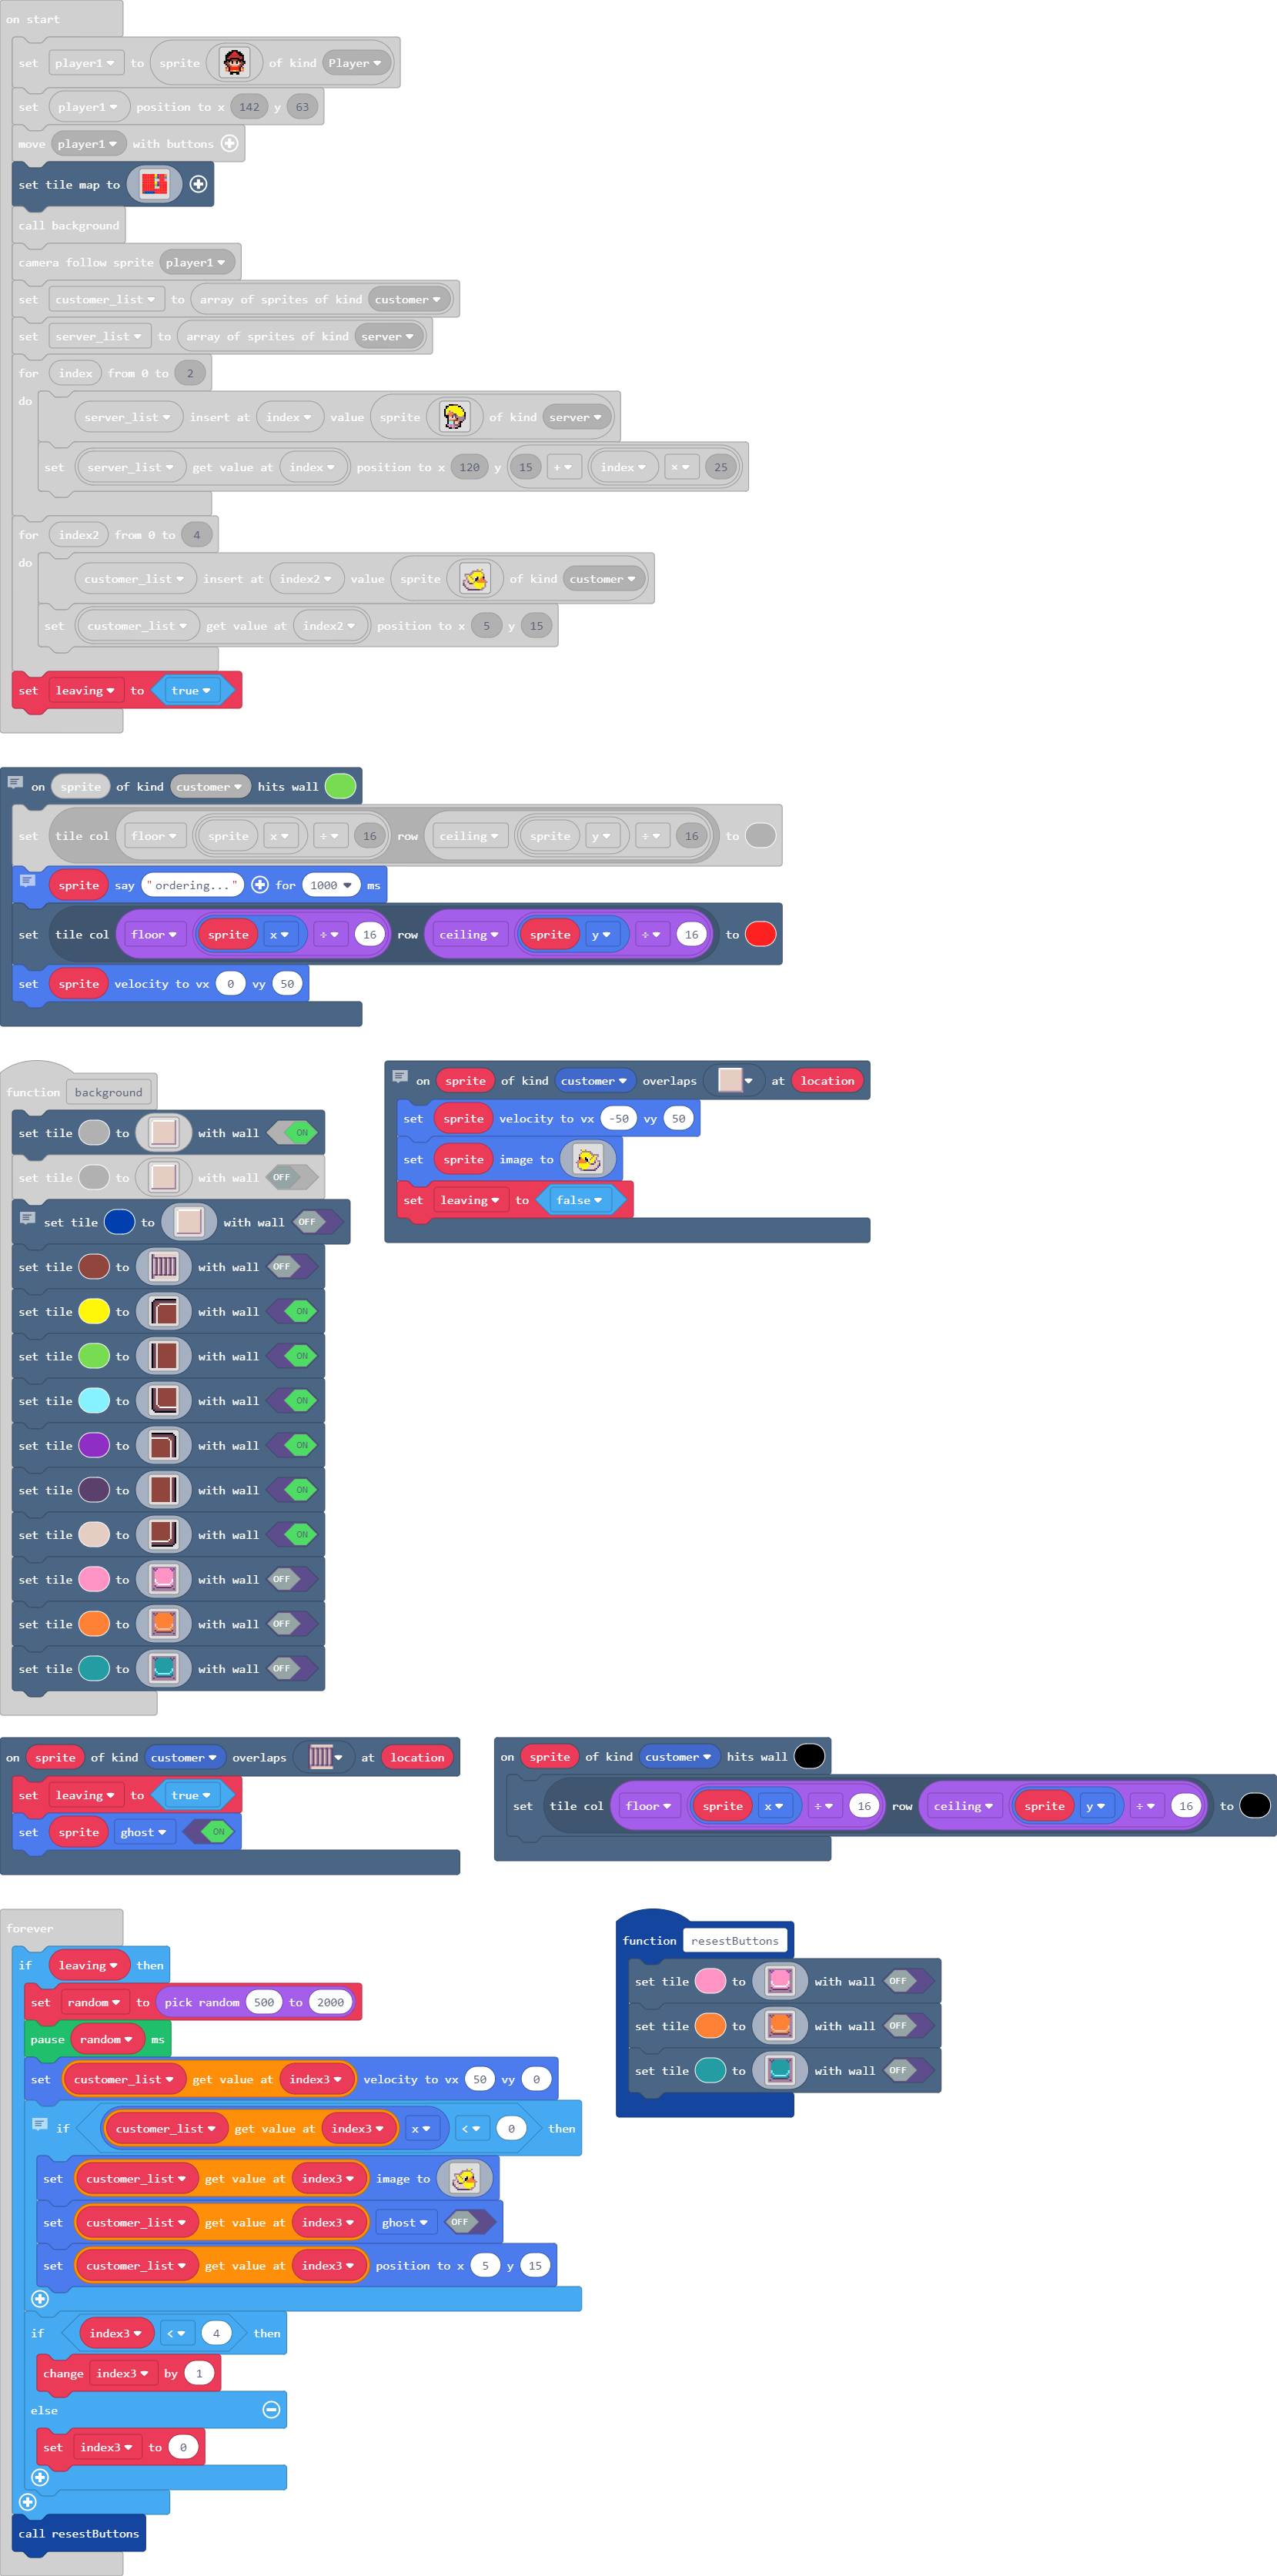 on start
set player1 to sprite of kind Player
set player1 position to x 142 y 63
move player1 with buttons
set tile map to
call background
camera follow sprite player1
set customer_list to array of sprites of kind customer
set server_list to array of sprites of kind server
for index from 0 to 2
do
server_list insert at index value sprite of kind server
set server_list get value at index position to x 120 y 15 + index × 25
for index2 from 0 to 4
do
customer_list insert at index2 value sprite of kind customer
set customer_list get value at index2 position to x 5 y 15
set leaving to true
on sprite of kind customer hits wall
set tile col floor sprite x ÷ 16 row ceiling sprite y ÷ 16 to
sprite say "ordering..." for 1000 ms
set tile col floor sprite x ÷ 16 row ceiling sprite y ÷ 16 to
set sprite velocity to vx 0 vy 50
function background
set tile to with wall ON
set tile to with wall OFF
set tile to with wall OFF
set tile to with wall OFF
set tile to with wall ON
set tile to with wall ON
set tile to with wall ON
set tile to with wall ON
set tile to with wall ON
set tile to with wall ON
set tile to with wall OFF
set tile to with wall OFF
set tile to with wall OFF
on sprite of kind customer overlaps at location
set sprite velocity to vx -50 vy 50
set sprite image to
set leaving to false
on sprite of kind customer overlaps at location
set leaving to true
set sprite ghost ON
on sprite of kind customer hits wall
set tile col floor sprite x ÷ 16 row ceiling sprite y ÷ 16 to
forever
if leaving then
set random to pick random 500 to 2000
pause random ms
set customer_list get value at index3 velocity to vx 50 vy 0
if customer_list get value at index3 x < 0 then
set customer_list get value at index3 image to
set customer_list get value at index3 ghost OFF
set customer_list get value at index3 position to x 5 y 15
if index3 < 4 then
change index3 by 1
else
set index3 to 0
call resestButtons
function resestButtons
set tile to with wall OFF
set tile to with wall OFF
set tile to with wall OFF